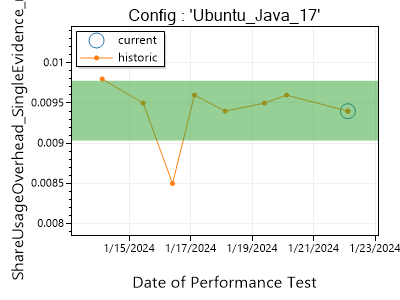 Config : 'Ubuntu_Java_17'
ShareUsageOverhead_SingleEvidence_
current
historic
0.01
0.0095
0.009
0.0085
0.008
1/15/2024
1/17/2024
1/19/2024
1/21/2024
1/23/2024
Date of Performance Test